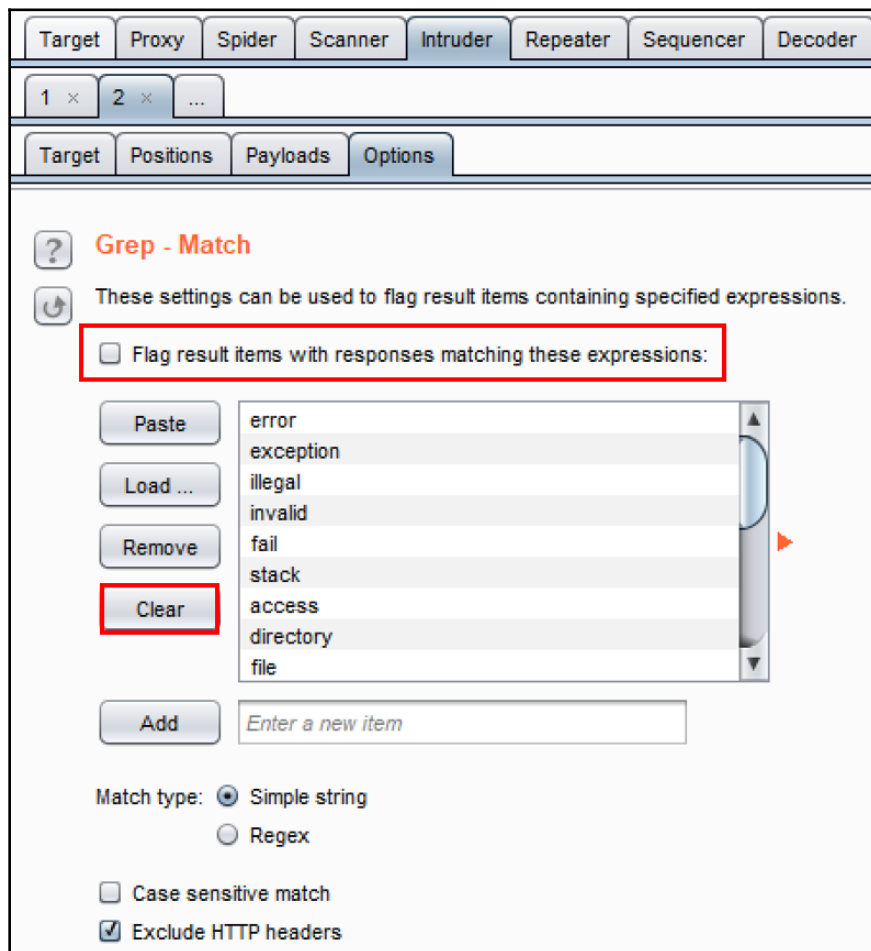 Target Proxy Spider Scanner Intruder Repeater Sequencer Decoder
1 × 2 × ...
Target Positions Payloads Options
? Grep - Match
These settings can be used to flag result items containing specified expressions.
Flag result items with responses matching these expressions:
Paste error
exception
Load ... illegal
invalid
Remove fail
stack
Clear access
directory
file
Add Enter a new item
Match type: Simple string
Regex
Case sensitive match
Exclude HTTP headers